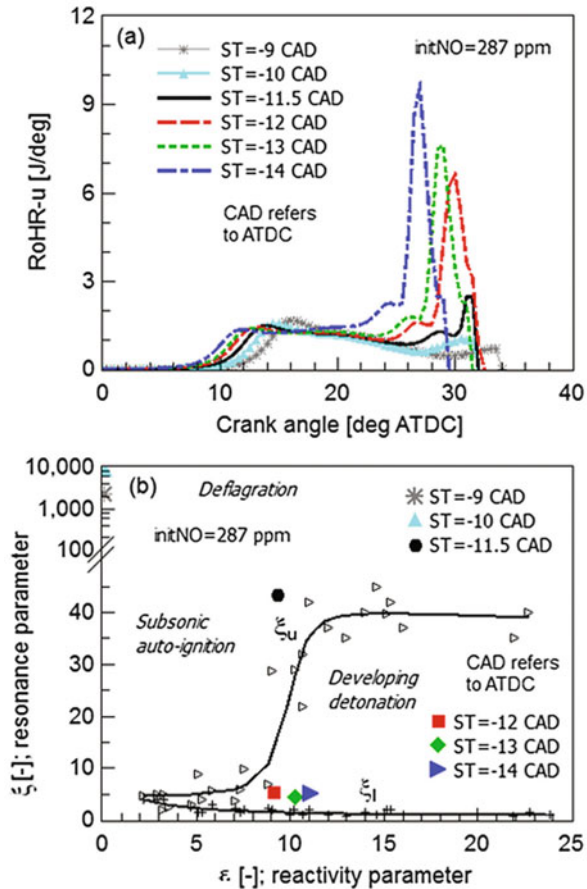 (a)
initNO=287 ppm
ST=-9 CAD
ST=-10 CAD
ST=-11.5 CAD
ST=-12 CAD
ST=-13 CAD
ST=-14 CAD
CAD refers
to ATDC
RoHR-u [J/deg]
12
9
6
3
0
0 10 20 30 40
Crank angle [deg ATDC]
(b)
Deflagration
initNO=287 ppm
ST=-9 CAD
ST=-10 CAD
ST=-11.5 CAD
10,000
1,000
100
40
30
20
10
0
ξ [-]; resonance parameter
Subsonic
auto-ignition
ξu
Developing
detonation
CAD refers
to ATDC
ST=-12 CAD
ST=-13 CAD
ST=-14 CAD
ξl
0 5 10 15 20 25
ε [-]; reactivity parameter